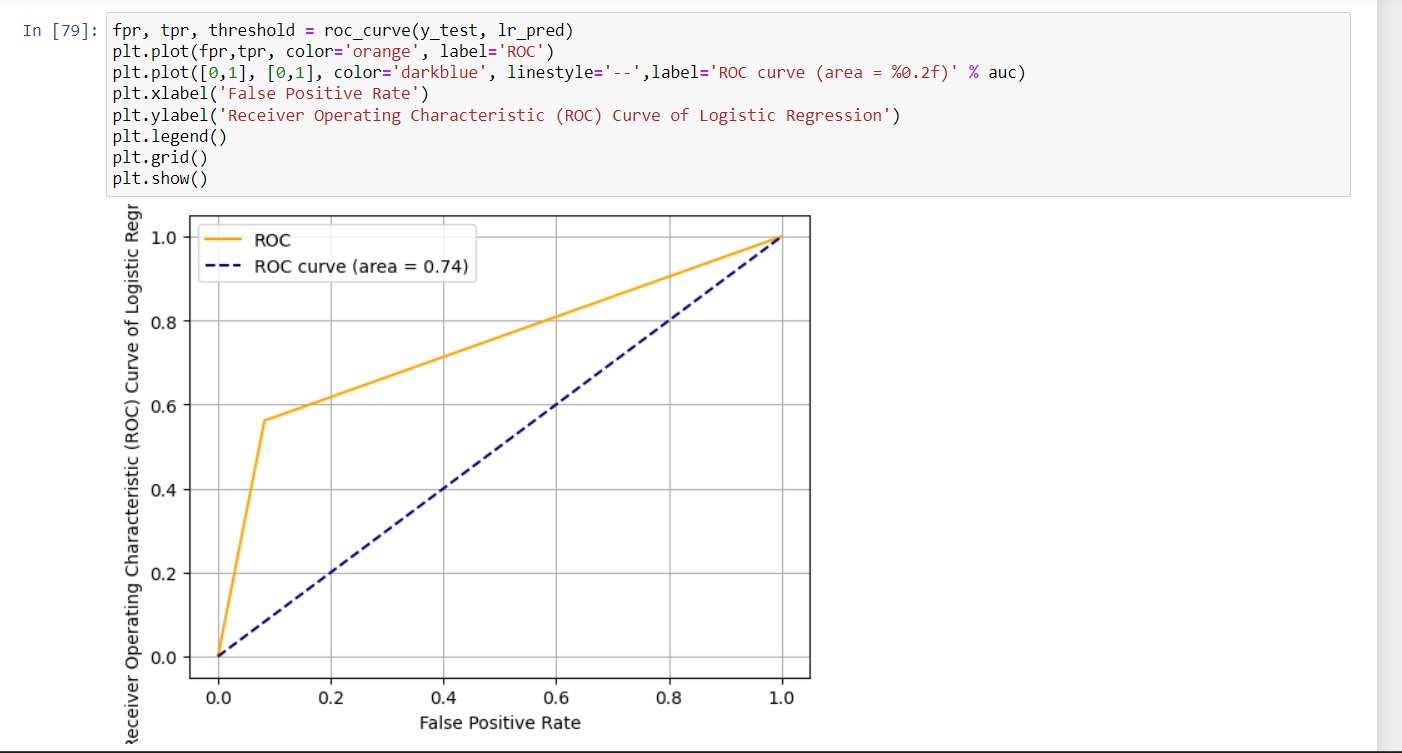 In [79]:
fpr, tpr, threshold = roc_curve(y_test, lr_pred)
plt.plot(fpr,tpr, color='orange', label='ROC')
plt.plot([0,1], [0,1], color='darkblue', linestyle='--',label='ROC curve (area = %0.2f)' % auc)
plt.xlabel('False Positive Rate')
plt.ylabel('Receiver Operating Characteristic (ROC) Curve of Logistic Regression')
plt.legend()
plt.grid()
plt.show()
Receiver Operating Characteristic (ROC) Curve of Logistic Regr
1.0
0.8
0.6
0.4
0.2
0.0
ROC
ROC curve (area = 0.74)
0.0 0.2 0.4 0.6 0.8 1.0
False Positive Rate